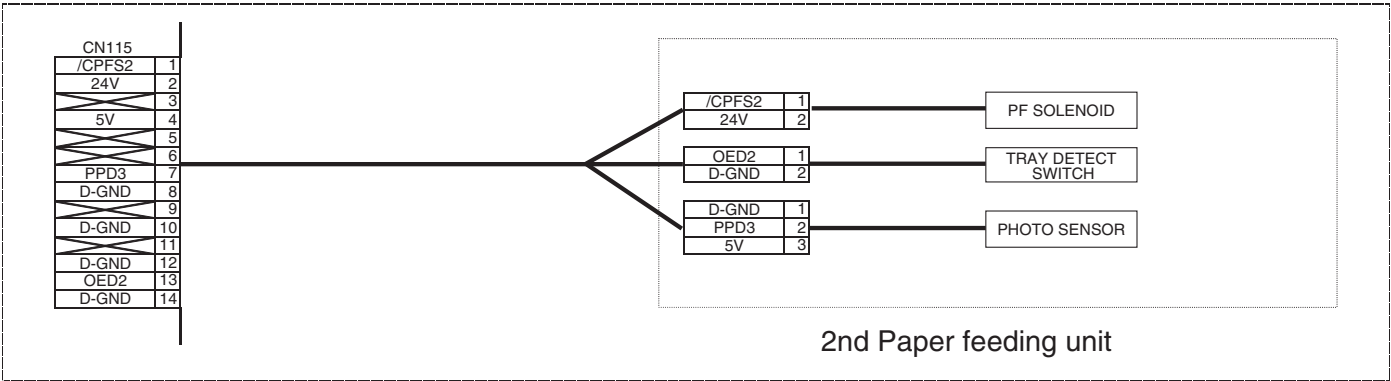 CN115
/CPFS2 1
24V 2
3
5V 4
5
6
PPD3 7
D-GND 8
9
D-GND 10
11
D-GND 12
OED2 13
D-GND 14
/CPFS2 1
24V 2
PF SOLENOID
OED2 1
D-GND 2
TRAY DETECT
SWITCH
D-GND 1
PPD3 2
5V 3
PHOTO SENSOR
2nd Paper feeding unit